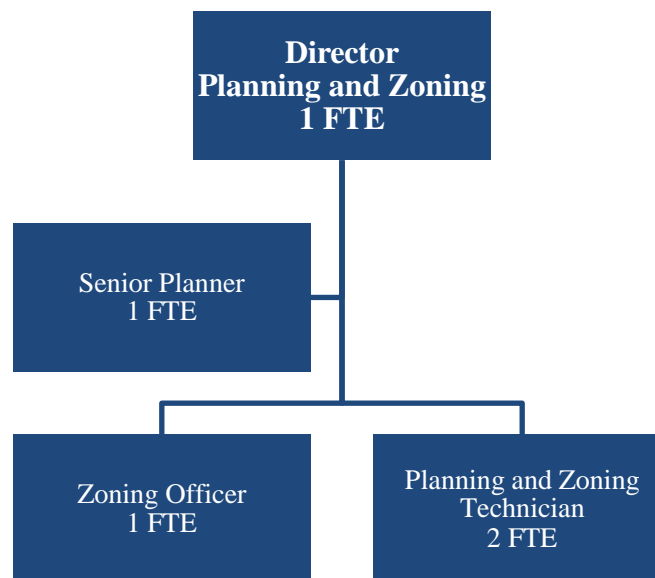 Director
Planning and Zoning
1 FTE
Senior Planner
1 FTE
Zoning Officer
1 FTE
Planning and Zoning
Technician
2 FTE